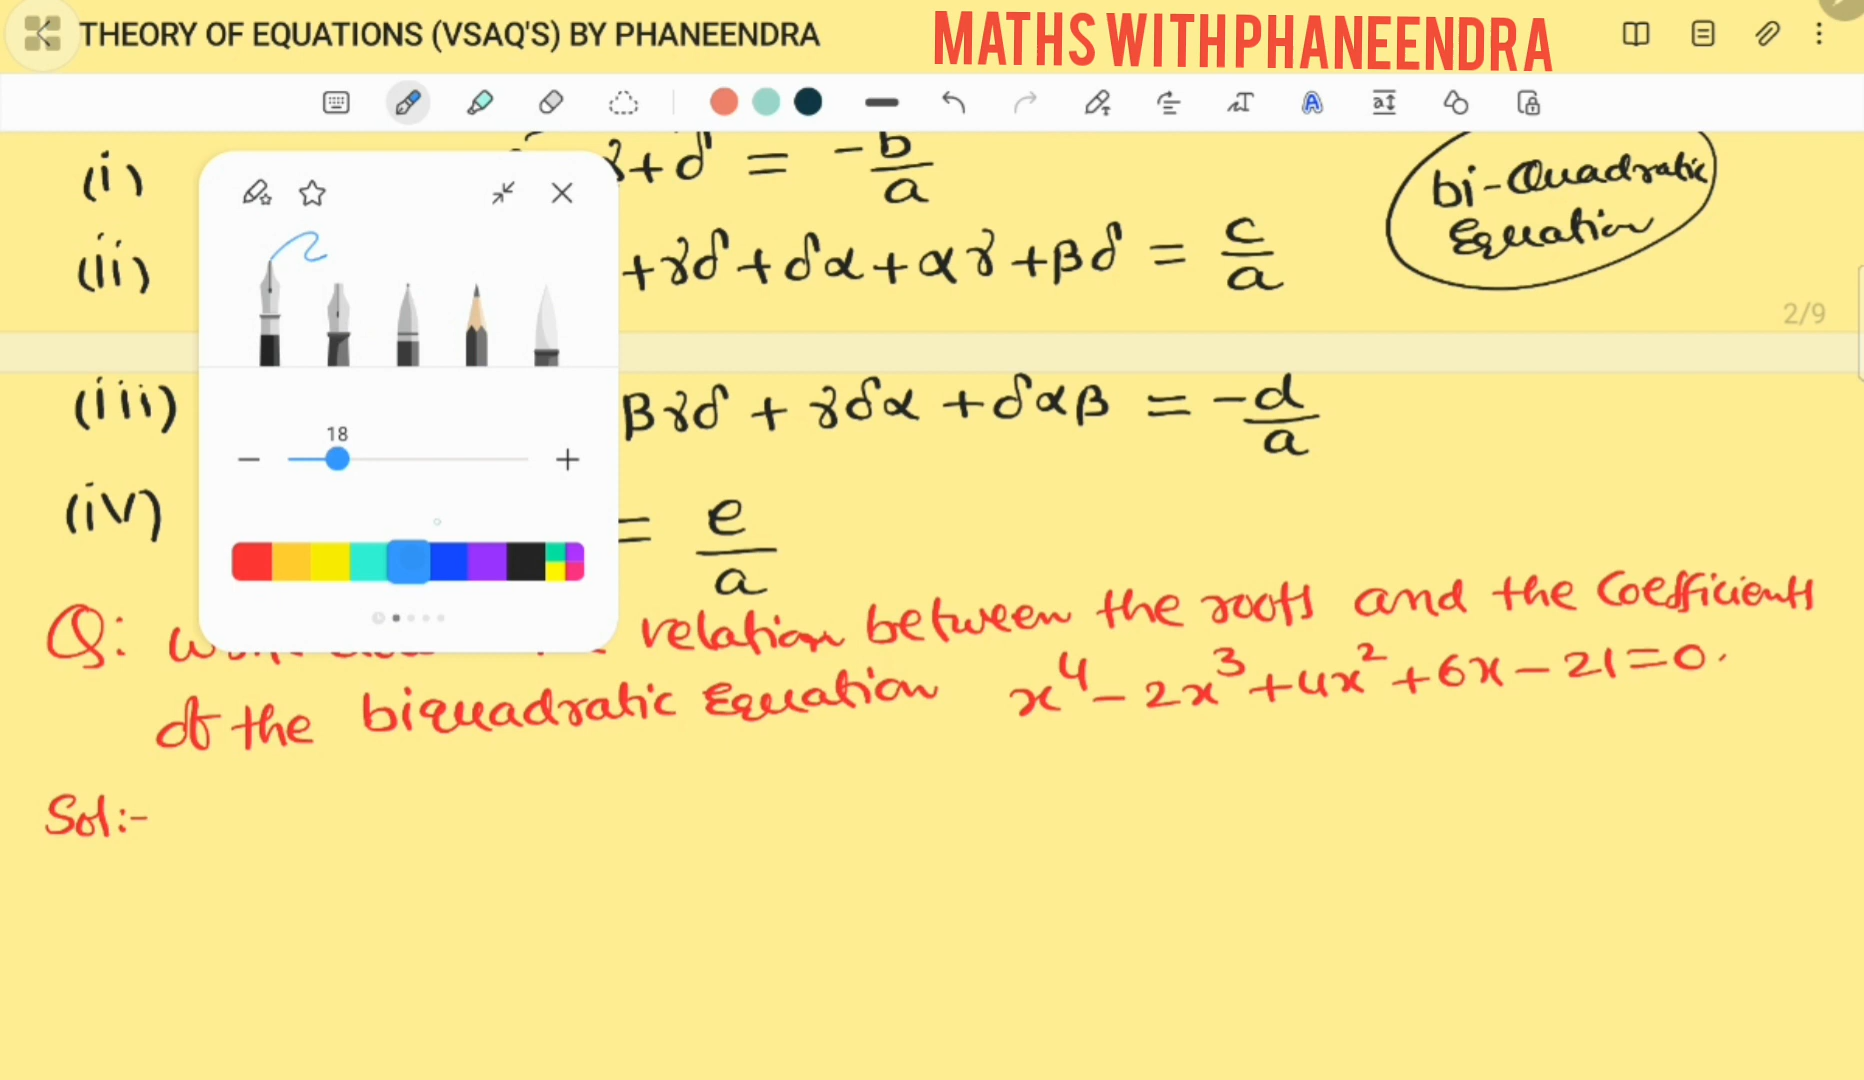 THEORY OF EQUATIONS (VSAQ'S) BY PHANEENDRA
MATHS WITH PHANEENDRA
(i) γ+δ = -b/a
bi-Quadratic
Equation
(ii) +γδ+δα+αγ+βδ = c/a
2/9
(iii) βγδ + γδα + δαβ = -d/a
18
(iv) = e/a
Q: relation between the roots and the Coefficients
of the biquadratic Equation x⁴-2x³+4x²+6x-21=0.
Sol:-